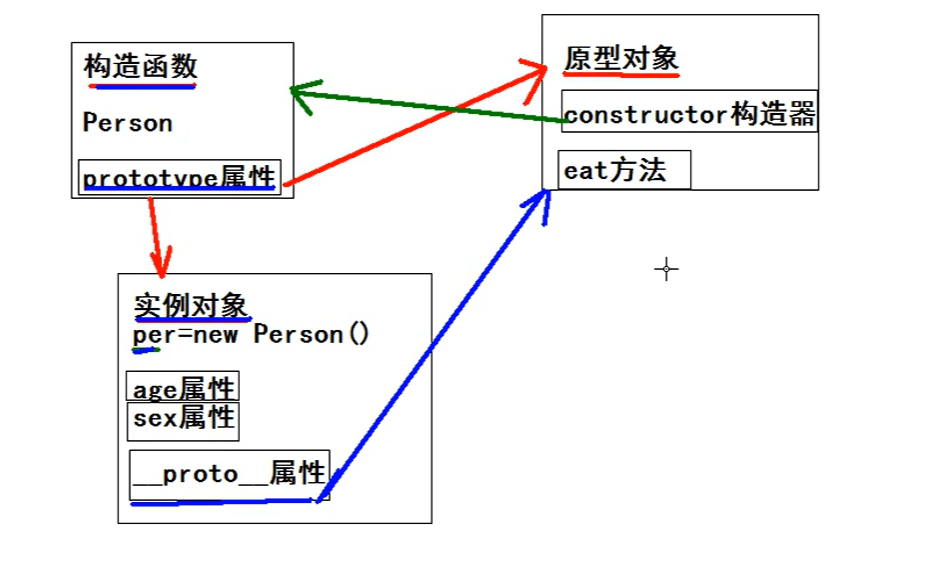 构造函数
Person
prototype属性
原型对象
constructor构造器
eat方法
实例对象
per=new Person()
age属性
sex属性
__proto__属性